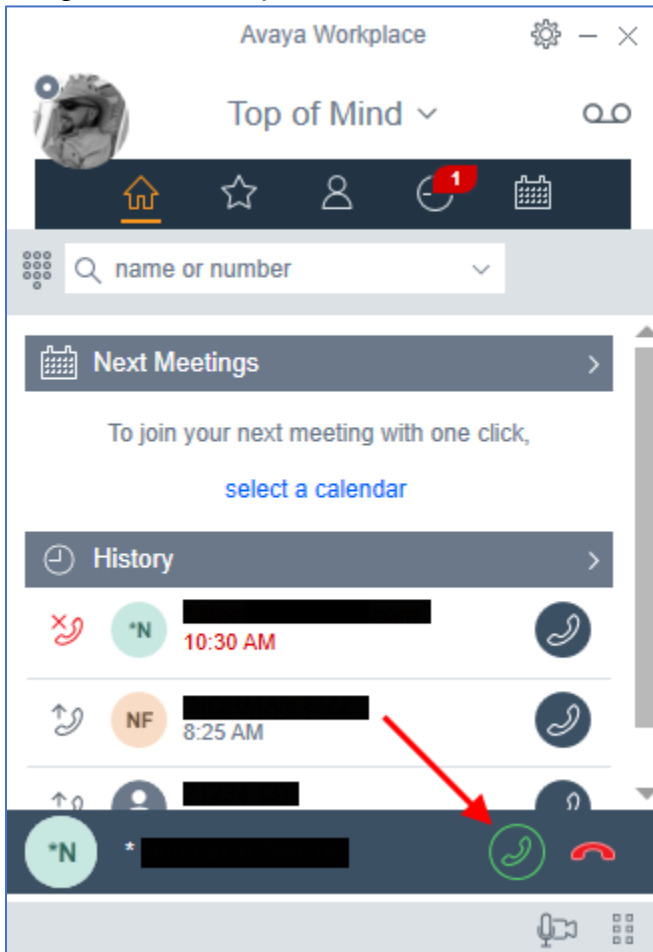 Avaya Workplace
Top of Mind
1
name or number
Next Meetings
To join your next meeting with one click,
select a calendar
History
*N
10:30 AM
NF
8:25 AM
*N *